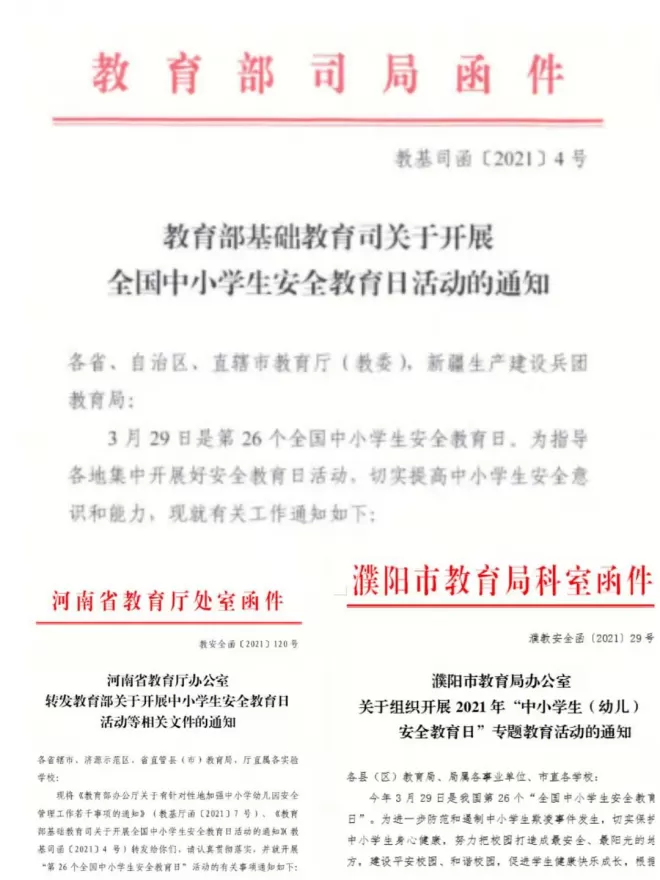 教育部司局函件
教基司函〔2021〕4号
教育部基础教育司关于开展
全国中小学生安全教育日活动的通知
各省、自治区、直辖市教育厅（教委），新疆生产建设兵团
教育局：
3月29日是第26个全国中小学生安全教育日。为指导
各地集中开展好安全教育日活动，切实提高中小学生安全意
识和能力，现就有关工作通知如下：
河南省教育厅处室函件
教安全函〔2021〕120号
河南省教育厅办公室
转发教育部关于开展中小学生安全教育日
活动等相关文件的通知
各省辖市、济源示范区、省直管县（市）教育局，厅直属各实验
学校：
现将《教育部办公厅关于有针对性地加强中小学幼儿园安全
管理工作若干事项的通知》（教基厅函〔2021〕7号）、《教育
部基础教育司关于开展全国中小学生安全教育日活动的通知》（教
基司函〔2021〕4号）转发给你们，请认真贯彻落实，并就开展
“第26个全国中小学生安全教育日”活动的有关事项通知如下：
濮阳市教育局科室函件
濮教安全函〔2021〕29号
濮阳市教育局办公室
关于组织开展2021年“中小学生（幼儿）
安全教育日”专题教育活动的通知
各县（区）教育局、局属各事业单位、市直各学校：
今年3月29日是我国第26个“全国中小学生安全教育
日”。为进一步防范和遏制中小学生欺凌事件发生，切实保护
中小学生身心健康，努力把校园打造成最安全、最阳光的地
方，建设平安校园、和谐校园，促进学生健康快乐成长，根据